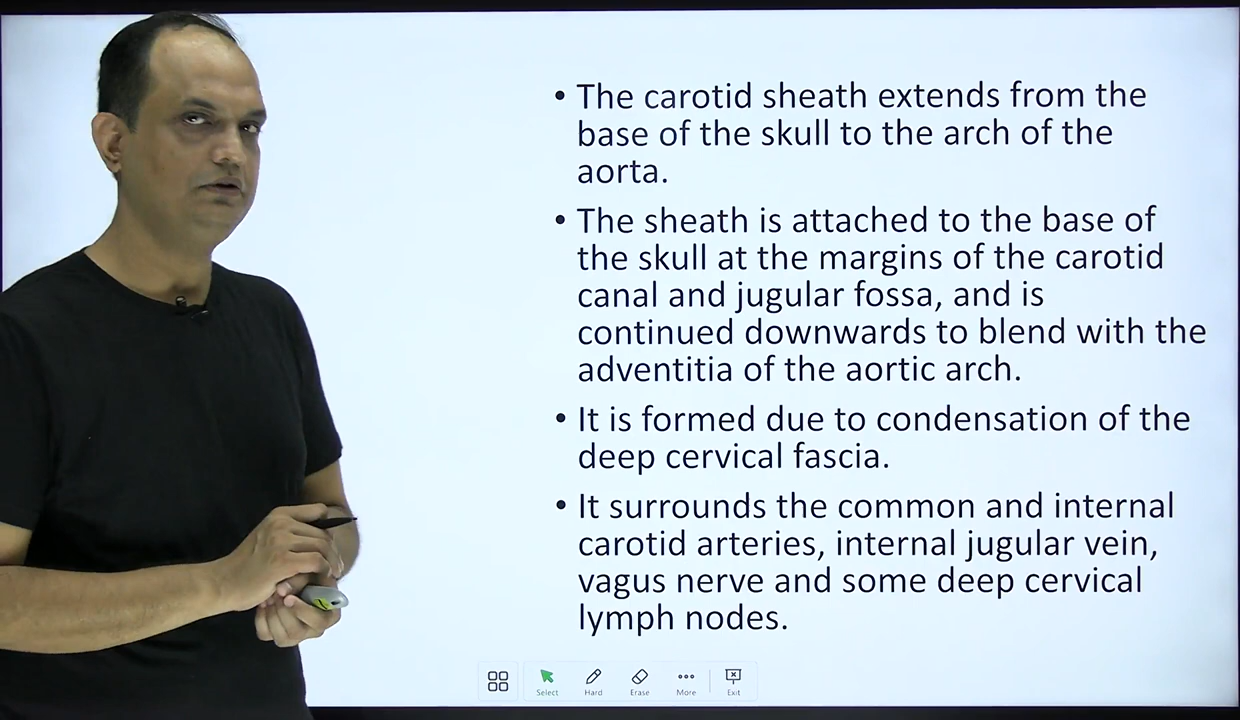 • The carotid sheath extends from the
base of the skull to the arch of the
aorta.
• The sheath is attached to the base of
the skull at the margins of the carotid
canal and jugular fossa, and is
continued downwards to blend with the
adventitia of the aortic arch.
• It is formed due to condensation of the
deep cervical fascia.
• It surrounds the common and internal
carotid arteries, internal jugular vein,
vagus nerve and some deep cervical
lymph nodes.
Select Hard Erase More Exit